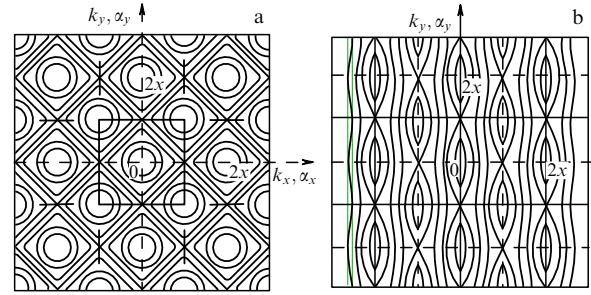 k_y, α_y a
2x
0
2x
k_x, α_x
k_y, α_y b
2x
0
2x